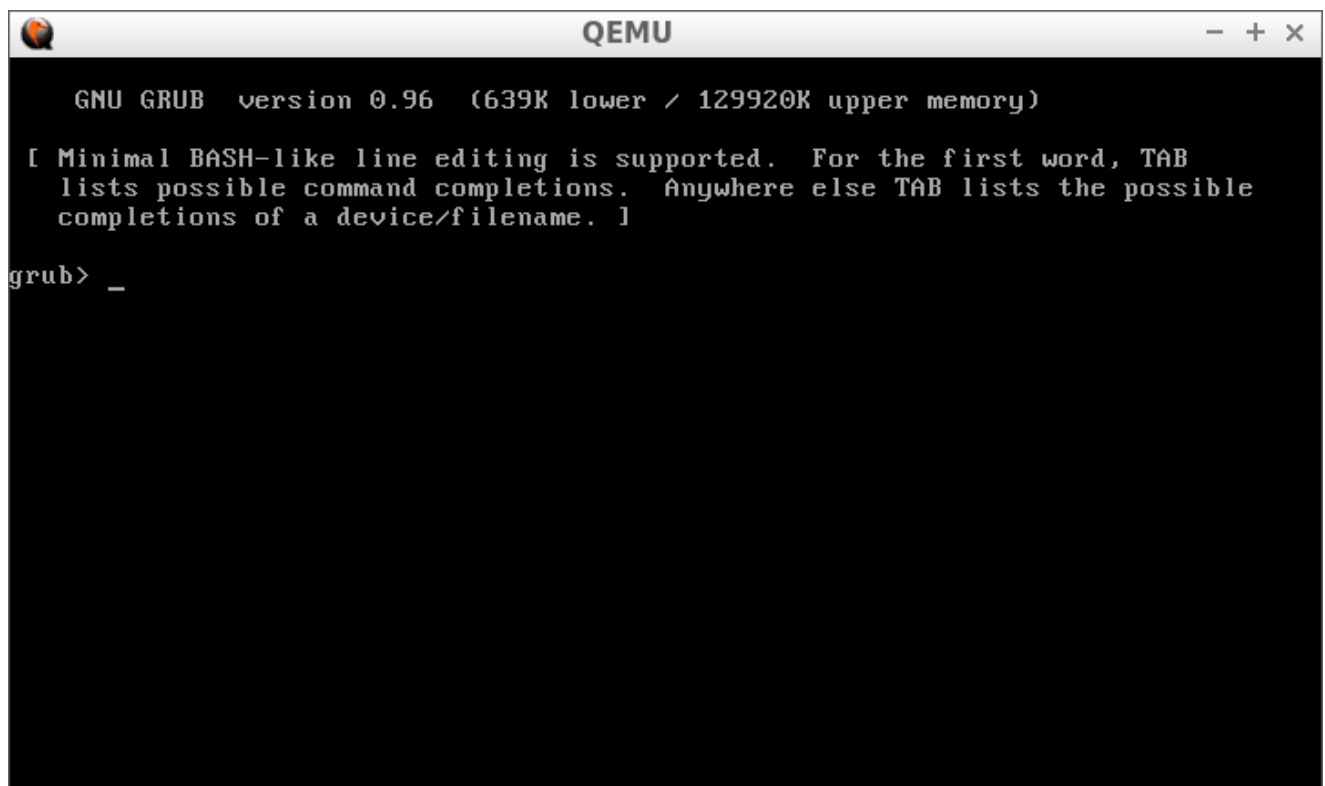 QEMU
GNU GRUB  version 0.96  (639K lower / 129920K upper memory)
[ Minimal BASH-like line editing is supported.  For the first word, TAB
lists possible command completions.  Anywhere else TAB lists the possible
completions of a device/filename. ]
grub> _